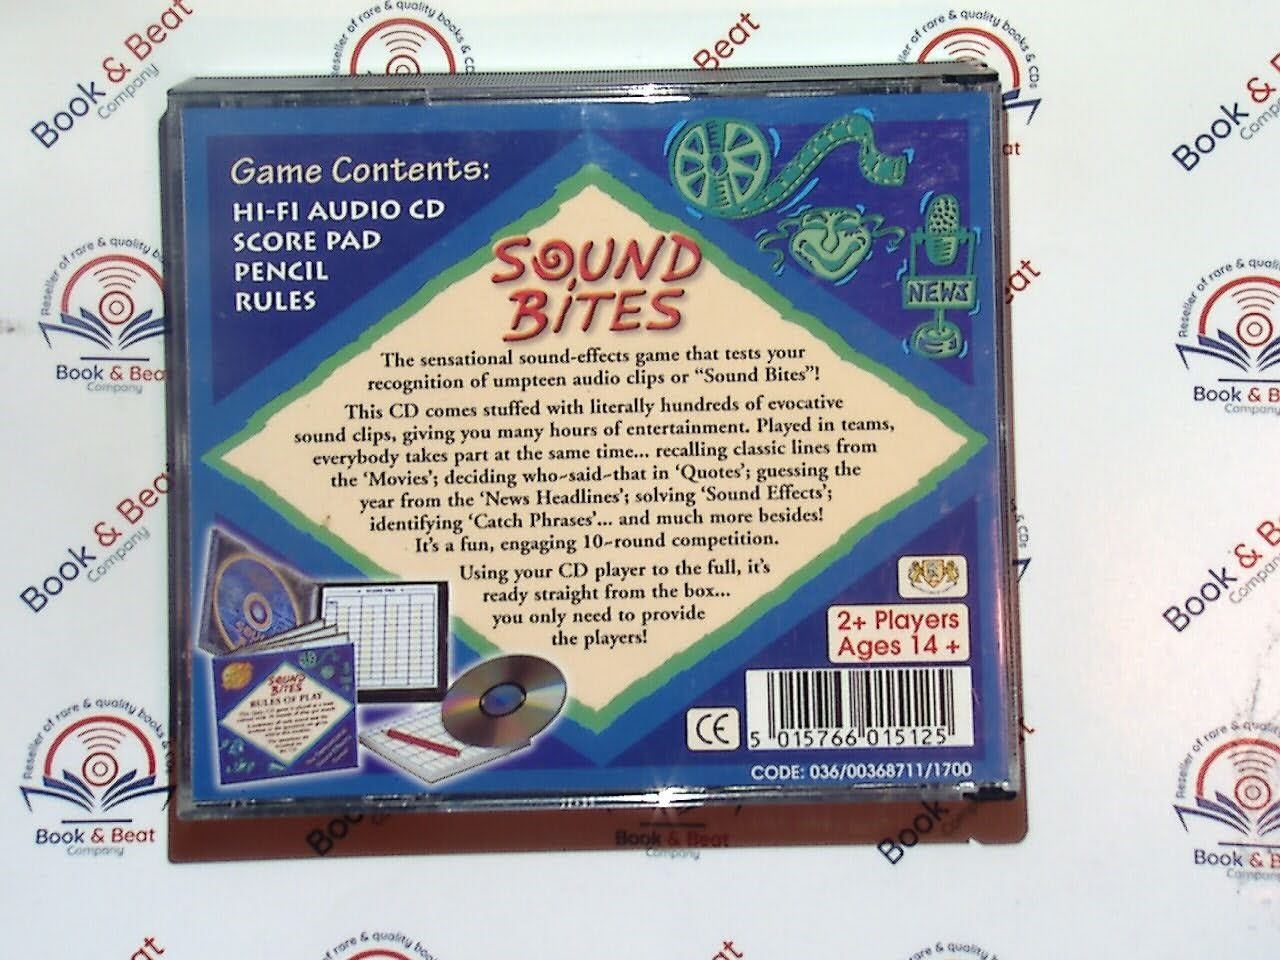 Game Contents:
HI-FI AUDIO CD
SCORE PAD
PENCIL
RULES
NEWS
SOUND
BiTES
The sensational sound-effects game that tests your
recognition of umpteen audio clips or “Sound Bites”!
This CD comes stuffed with literally hundreds of evocative
sound clips, giving you many hours of entertainment. Played in teams,
everybody takes part at the same time... recalling classic lines from
the ‘Movies’; deciding who~said~that in ‘Quotes’; guessing the
year from the ‘News Headlines’; solving ‘Sound Effects’;
identifying ‘Catch Phrases’... and much more besides!
It’s a fun, engaging 10~round competition.
Using your CD player to the full, it’s
ready straight from the box...
you only need to provide
the players!
SOUND
BITES
RULES OF PLAY
2+ Players
Ages 14 +
CE
5 015766 015125
CODE: 036/00368711/1700
Reseller of rare & quality books & CDs
Book & Beat
Company